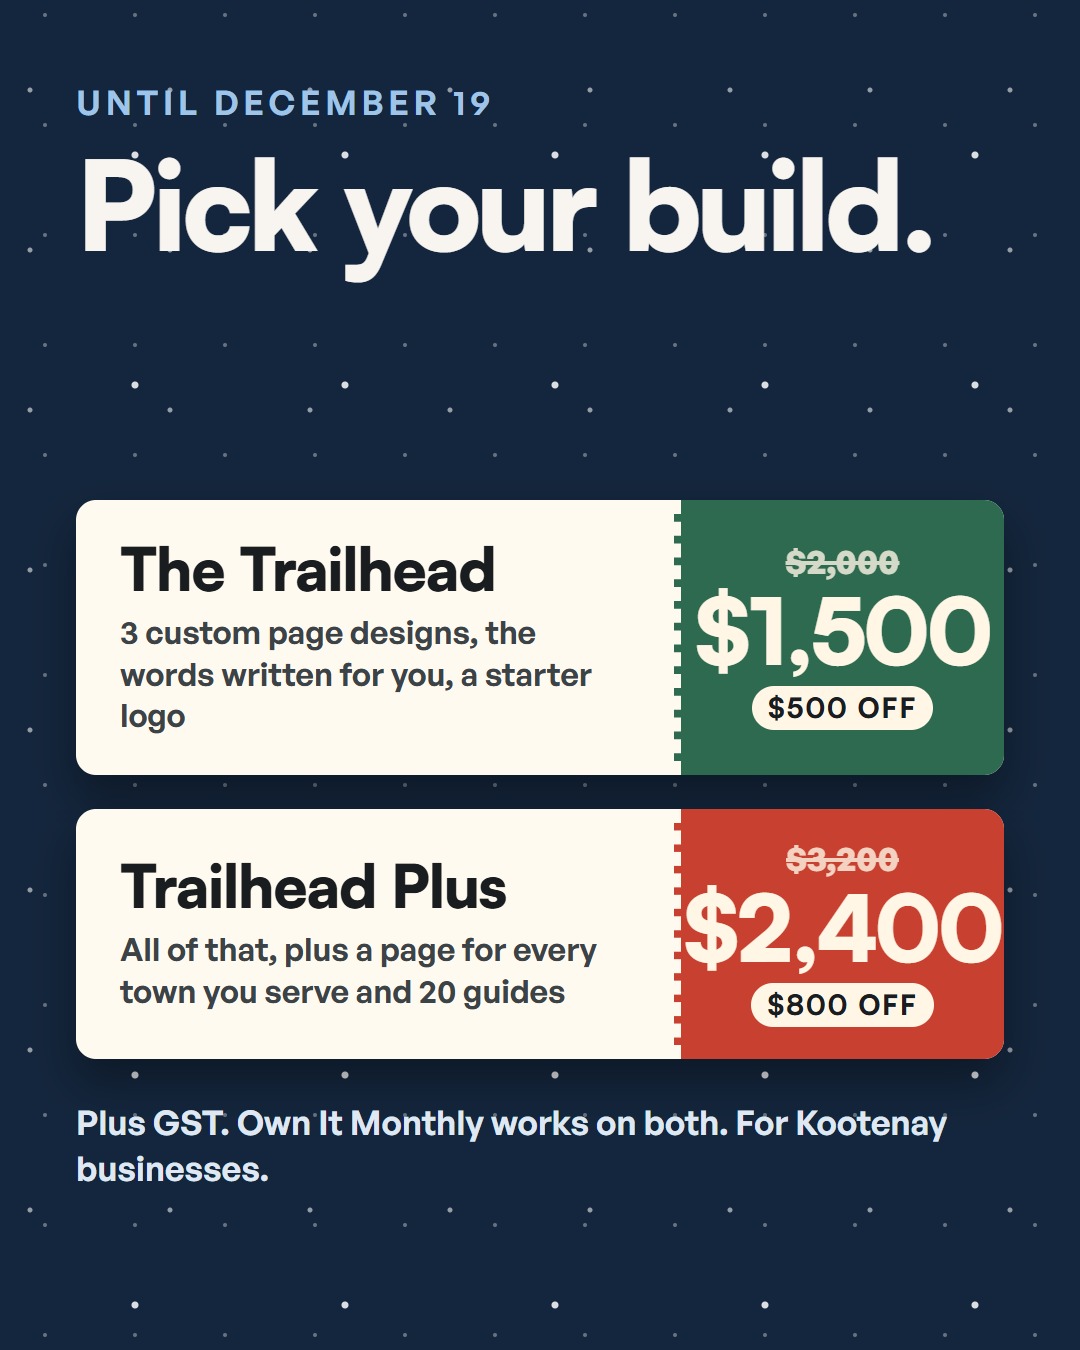 UNTIL DECEMBER 19
Pick your build.
The Trailhead
3 custom page designs, the
words written for you, a starter
logo
$2,000
$1,500
$500 OFF
Trailhead Plus
All of that, plus a page for every
town you serve and 20 guides
$3,200
$2,400
$800 OFF
Plus GST. Own It Monthly works on both. For Kootenay
businesses.